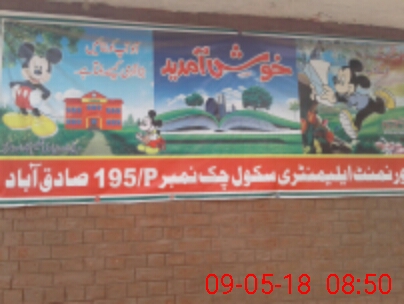 خوش آمدید
ورنمنٹ ایلیمنٹری سکول چک نمبر 195/P صادق آباد
09-05-18 08:50